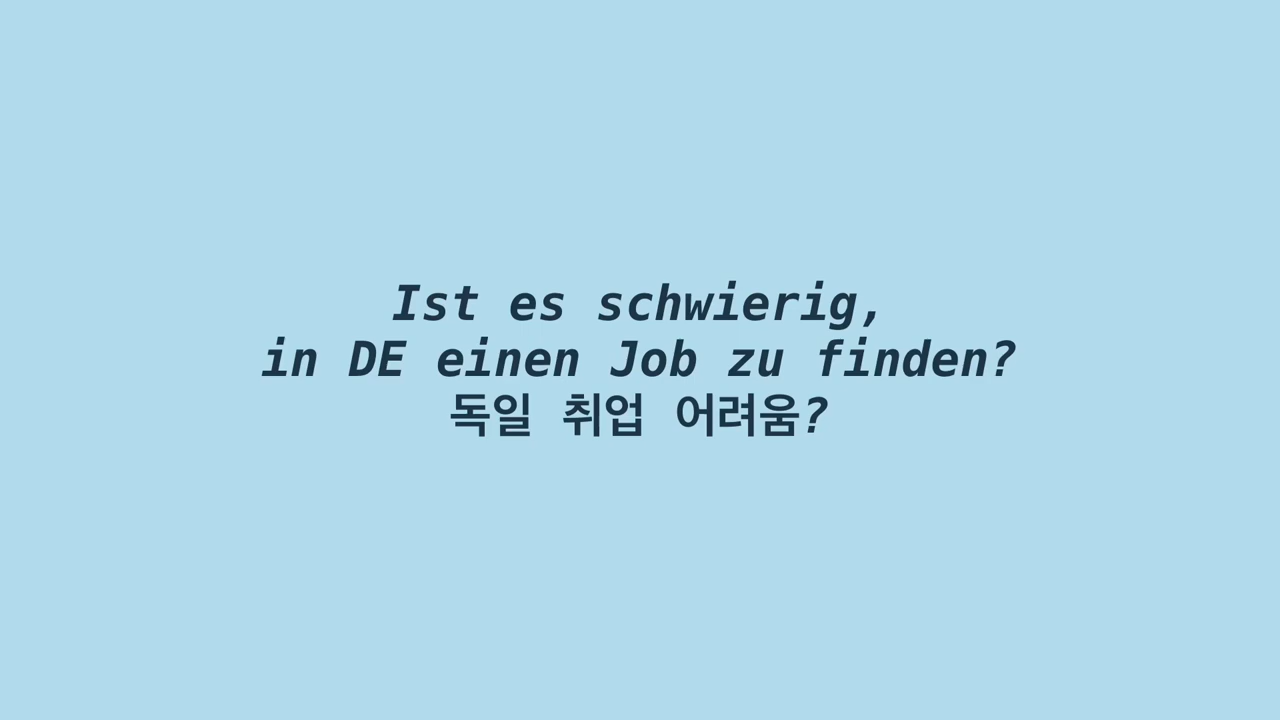 Ist es schwierig,
in DE einen Job zu finden?
독일 취업 어려움?